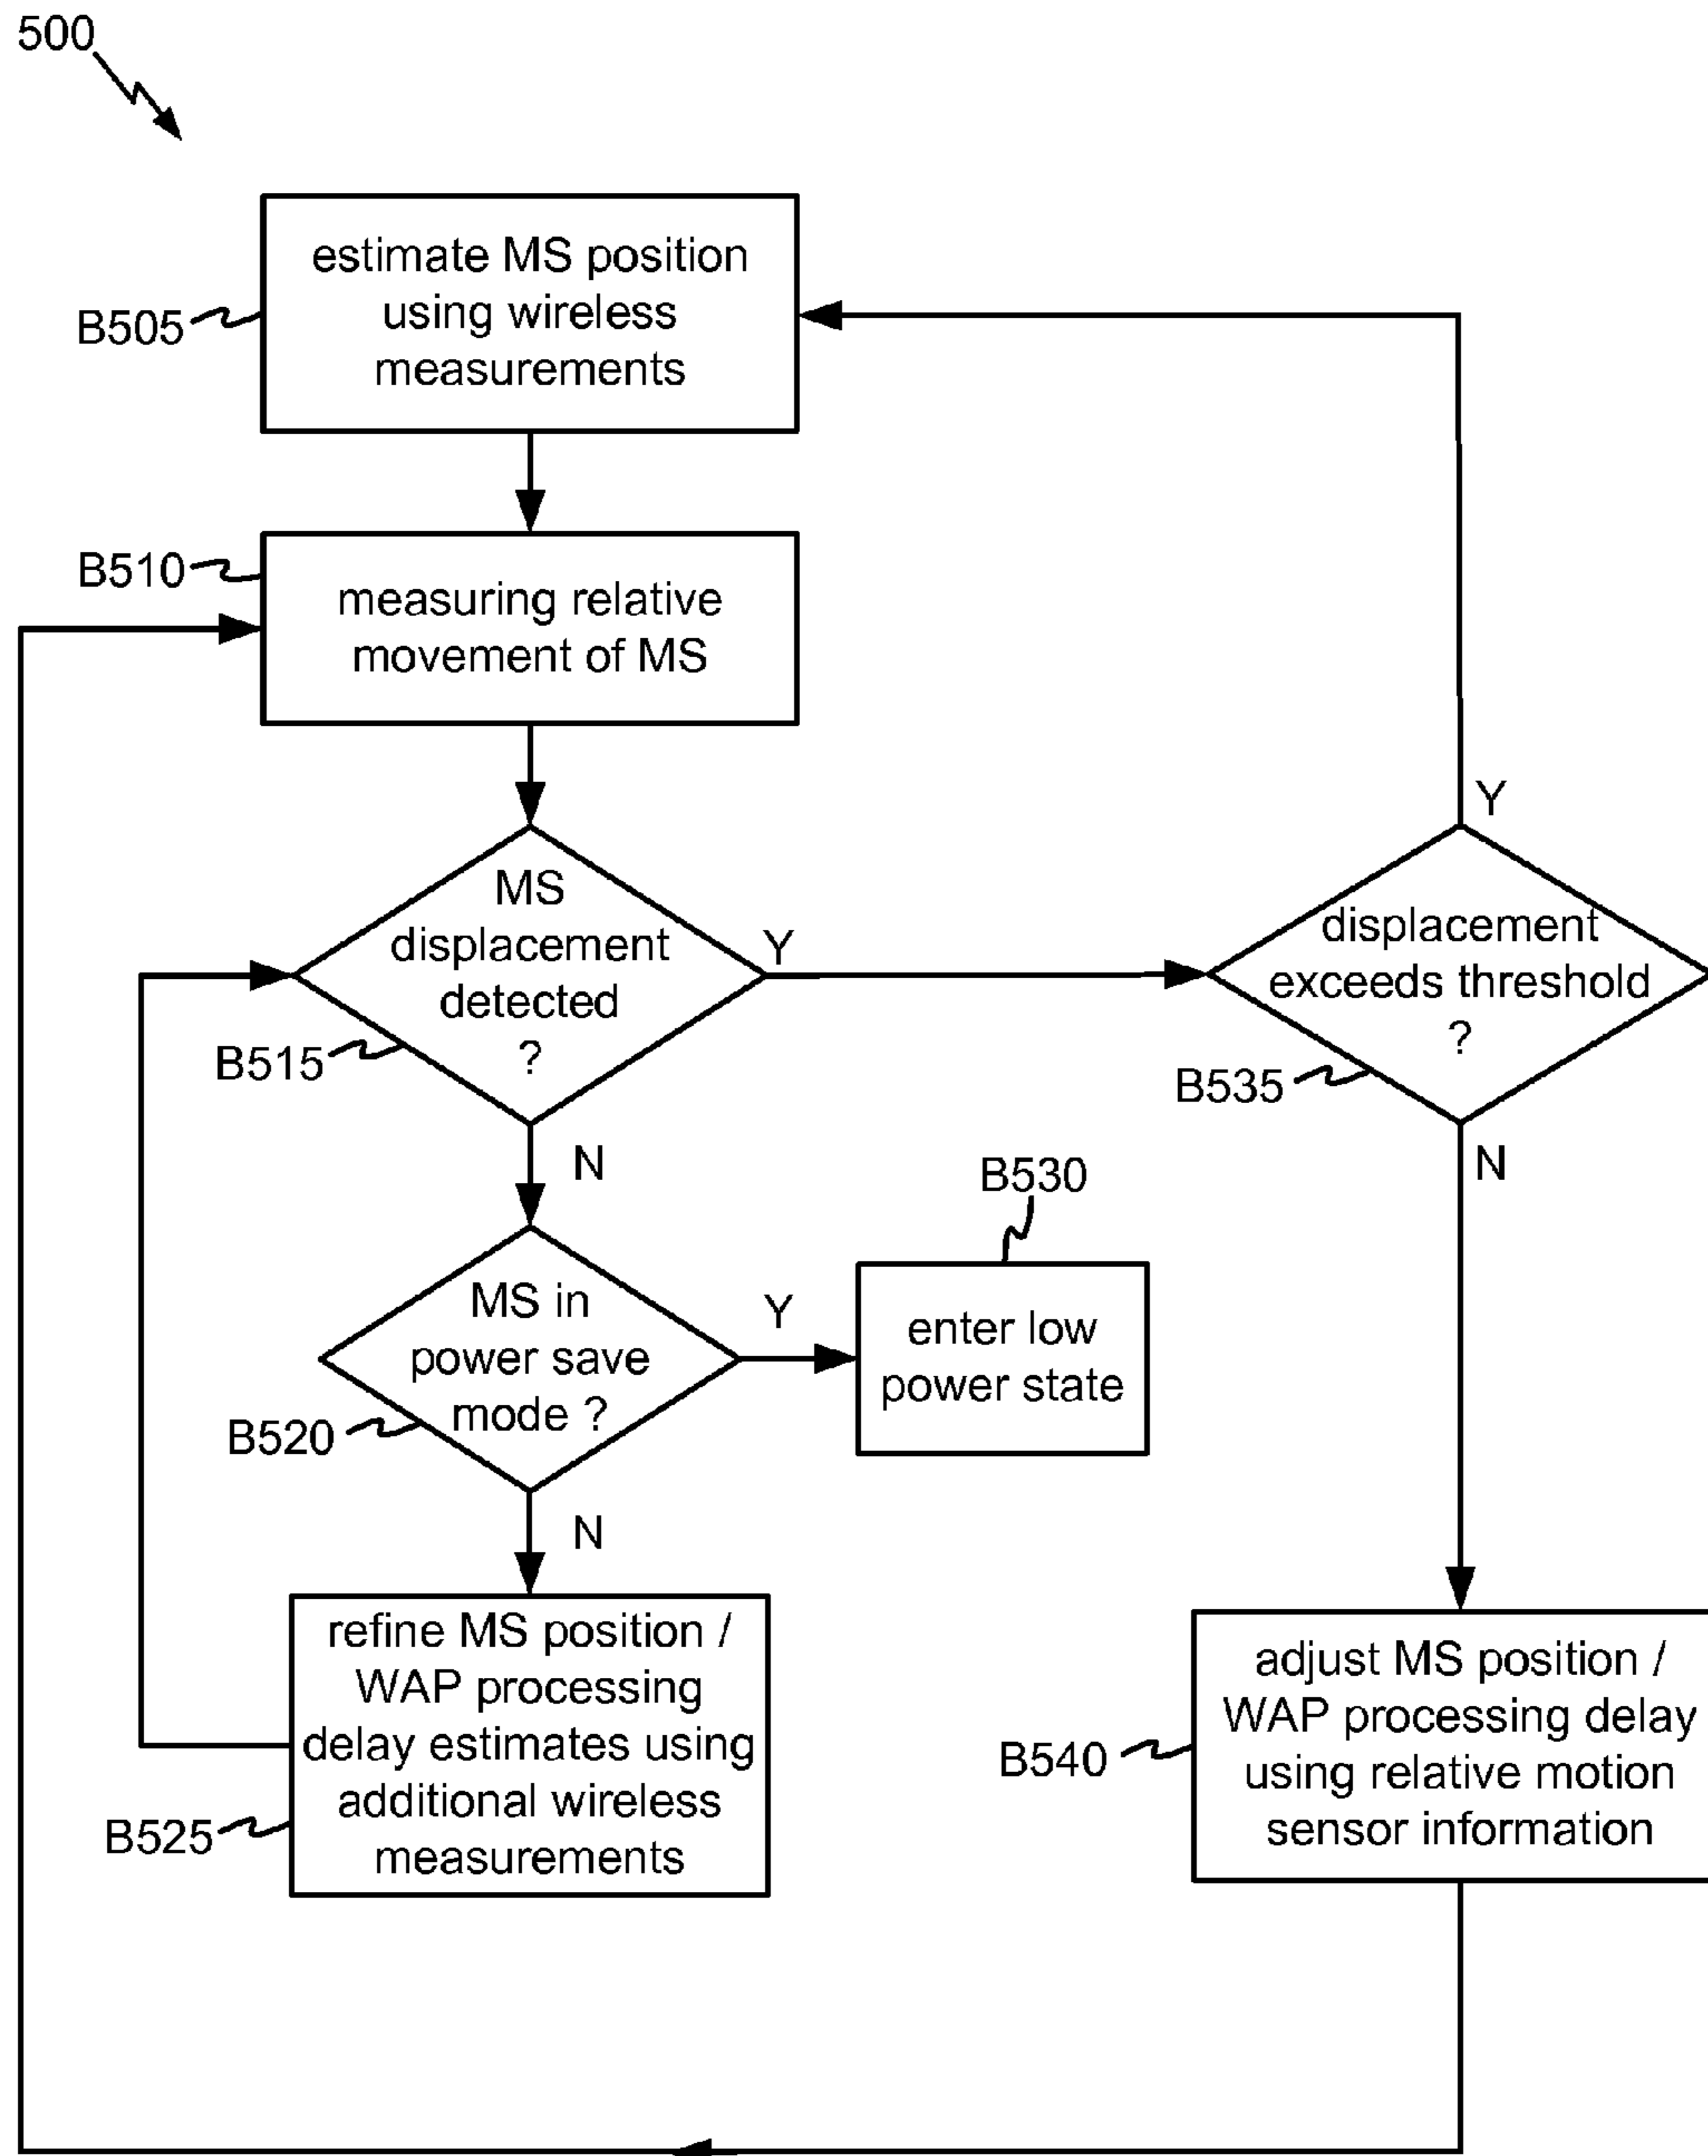 500
estimate MS position
using wireless
measurements
B505
B510
measuring relative
movement of MS
MS
displacement
detected
?
B515
Y
N
displacement
exceeds threshold
?
B535
Y
N
MS in
power save
mode ?
B520
Y
N
B530
enter low
power state
refine MS position /
WAP processing
delay estimates using
additional wireless
measurements
B525
adjust MS position /
WAP processing delay
using relative motion
sensor information
B540